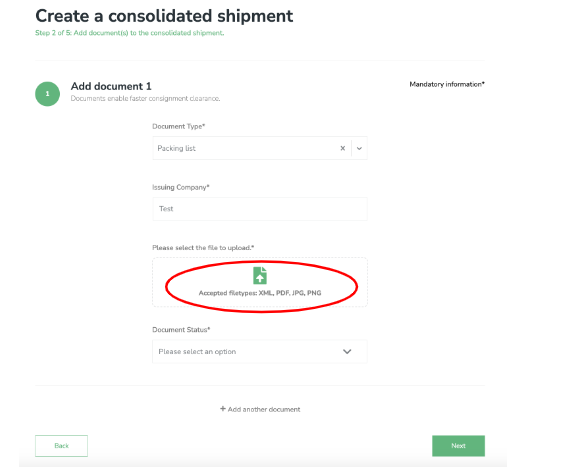 Create a consolidated shipment
Step 2 of 5: Add document(s) to the consolidated shipment.
1
Add document 1
Mandatory information*
Documents enable faster consignment clearance.
Document Type*
Packing list
Issuing Company*
Test
Please select the file to upload.*
Accepted filetypes: XML, PDF, JPG, PNG
Document Status*
Please select an option
+ Add another document
Back
Next